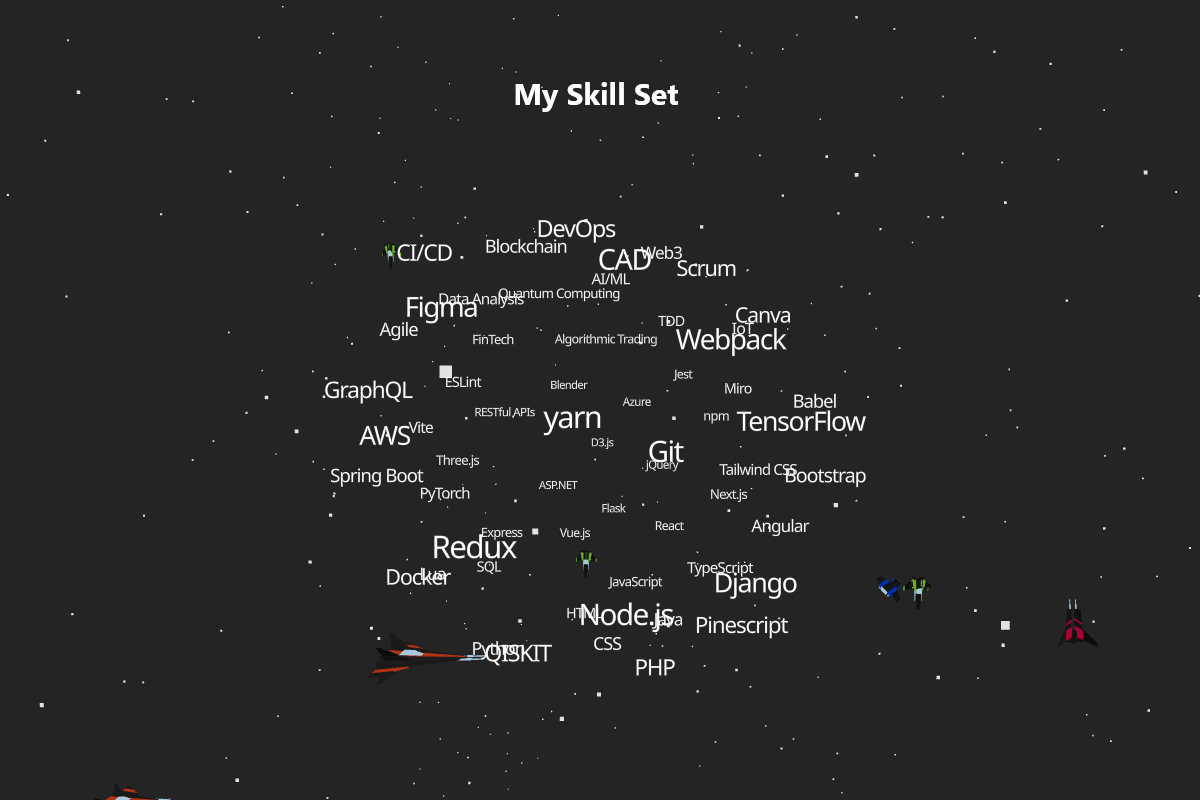 My Skill Set
DevOps
Blockchain
CI/CD
Web3
CAD
Scrum
AI/ML
Quantum Computing
Data Analysis
Figma
Canva
TDD
IoT
Agile
FinTech
Algorithmic Trading
Webpack
Jest
ESLint
Blender
Miro
GraphQL
Azure
Babel
RESTful APIs
yarn
npm
TensorFlow
Vite
AWS
D3.js
Git
Three.js
jQuery
Tailwind CSS
Spring Boot
Bootstrap
ASP.NET
PyTorch
Next.js
Flask
React
Angular
Express
Vue.js
Redux
SQL
TypeScript
Lua
Docker
JavaScript
Django
HTML
Node.js
Java
Pinescript
CSS
Python
QISKIT
PHP